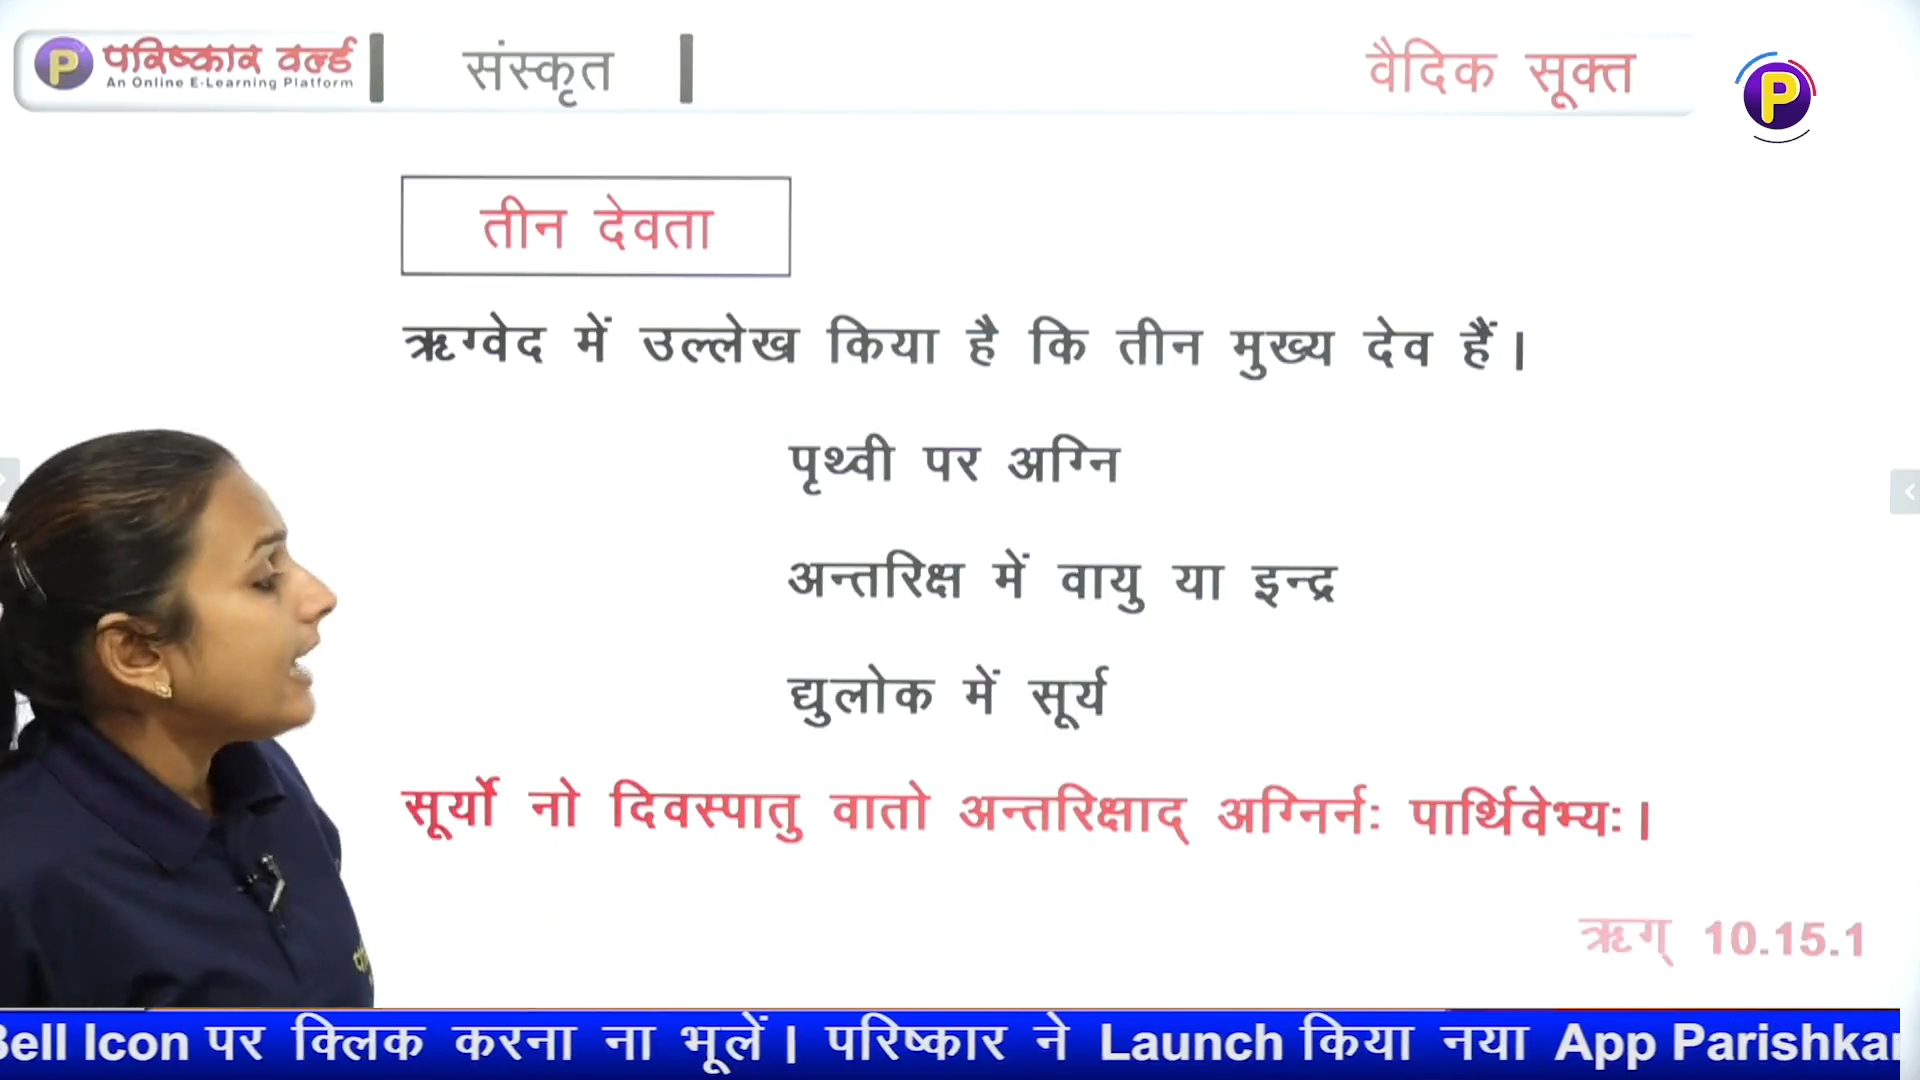 परिष्कार वर्ल्ड
An Online E-Learning Platform
संस्कृत
वैदिक सूक्त
P
P
तीन देवता
ऋग्वेद में उल्लेख किया है कि तीन मुख्य देव हैं।
पृथ्वी पर अग्नि
अन्तरिक्ष में वायु या इन्द्र
द्युलोक में सूर्य
सूर्यो नो दिवस्पातु वातो अन्तरिक्षाद् अग्निर्नः पार्थिवेभ्यः।
ऋग् 10.15.1
Bell Icon पर क्लिक करना ना भूलें। परिष्कार ने Launch किया नया App Parishkar